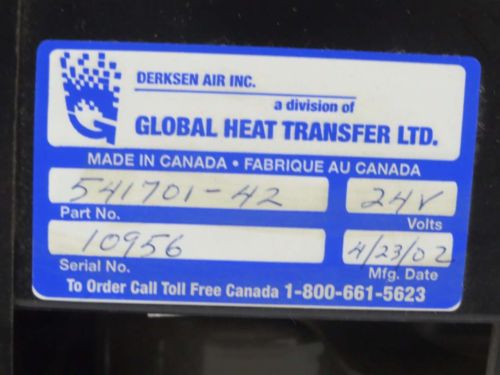 DERKSEN AIR INC.
a division of
GLOBAL HEAT TRANSFER LTD.
MADE IN CANADA • FABRIQUE AU CANADA
541701-42 24V
Part No. Volts
10956 4/23/02
Serial No. Mfg. Date
To Order Call Toll Free Canada 1-800-661-5623